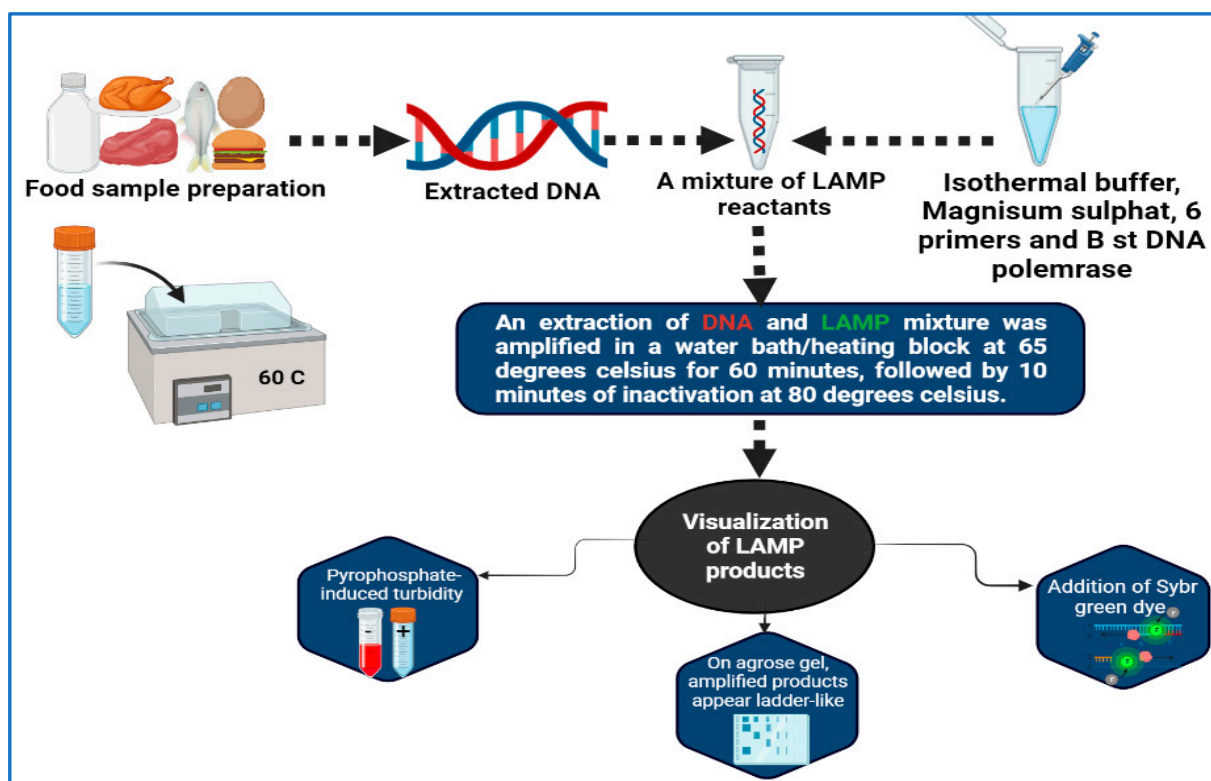 Food sample preparation
Extracted DNA
A mixture of LAMP
reactants
Isothermal buffer,
Magnisum sulphat, 6
primers and B st DNA
polemrase
60 C
An extraction of DNA and LAMP mixture was
amplified in a water bath/heating block at 65
degrees celsius for 60 minutes, followed by 10
minutes of inactivation at 80 degrees celsius.
Visualization
of LAMP
products
Pyrophosphate-
induced turbidity
- +
On agrose gel,
amplified products
appear ladder-like
Addition of Sybr
green dye
F
F